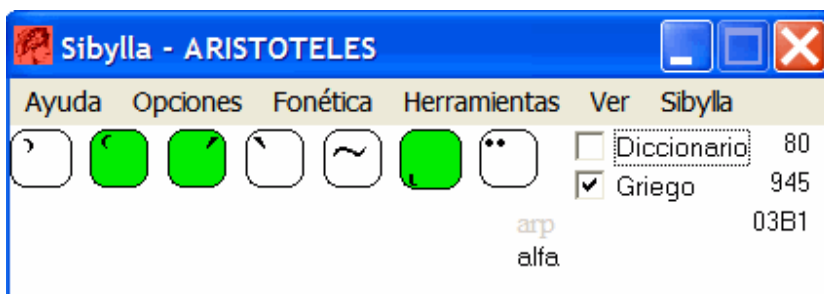 Sibylla - ARISTOTELES
Ayuda Opciones Fonética Herramientas Ver Sibylla
Diccionario 80
Griego 945
arp 03B1
alfa